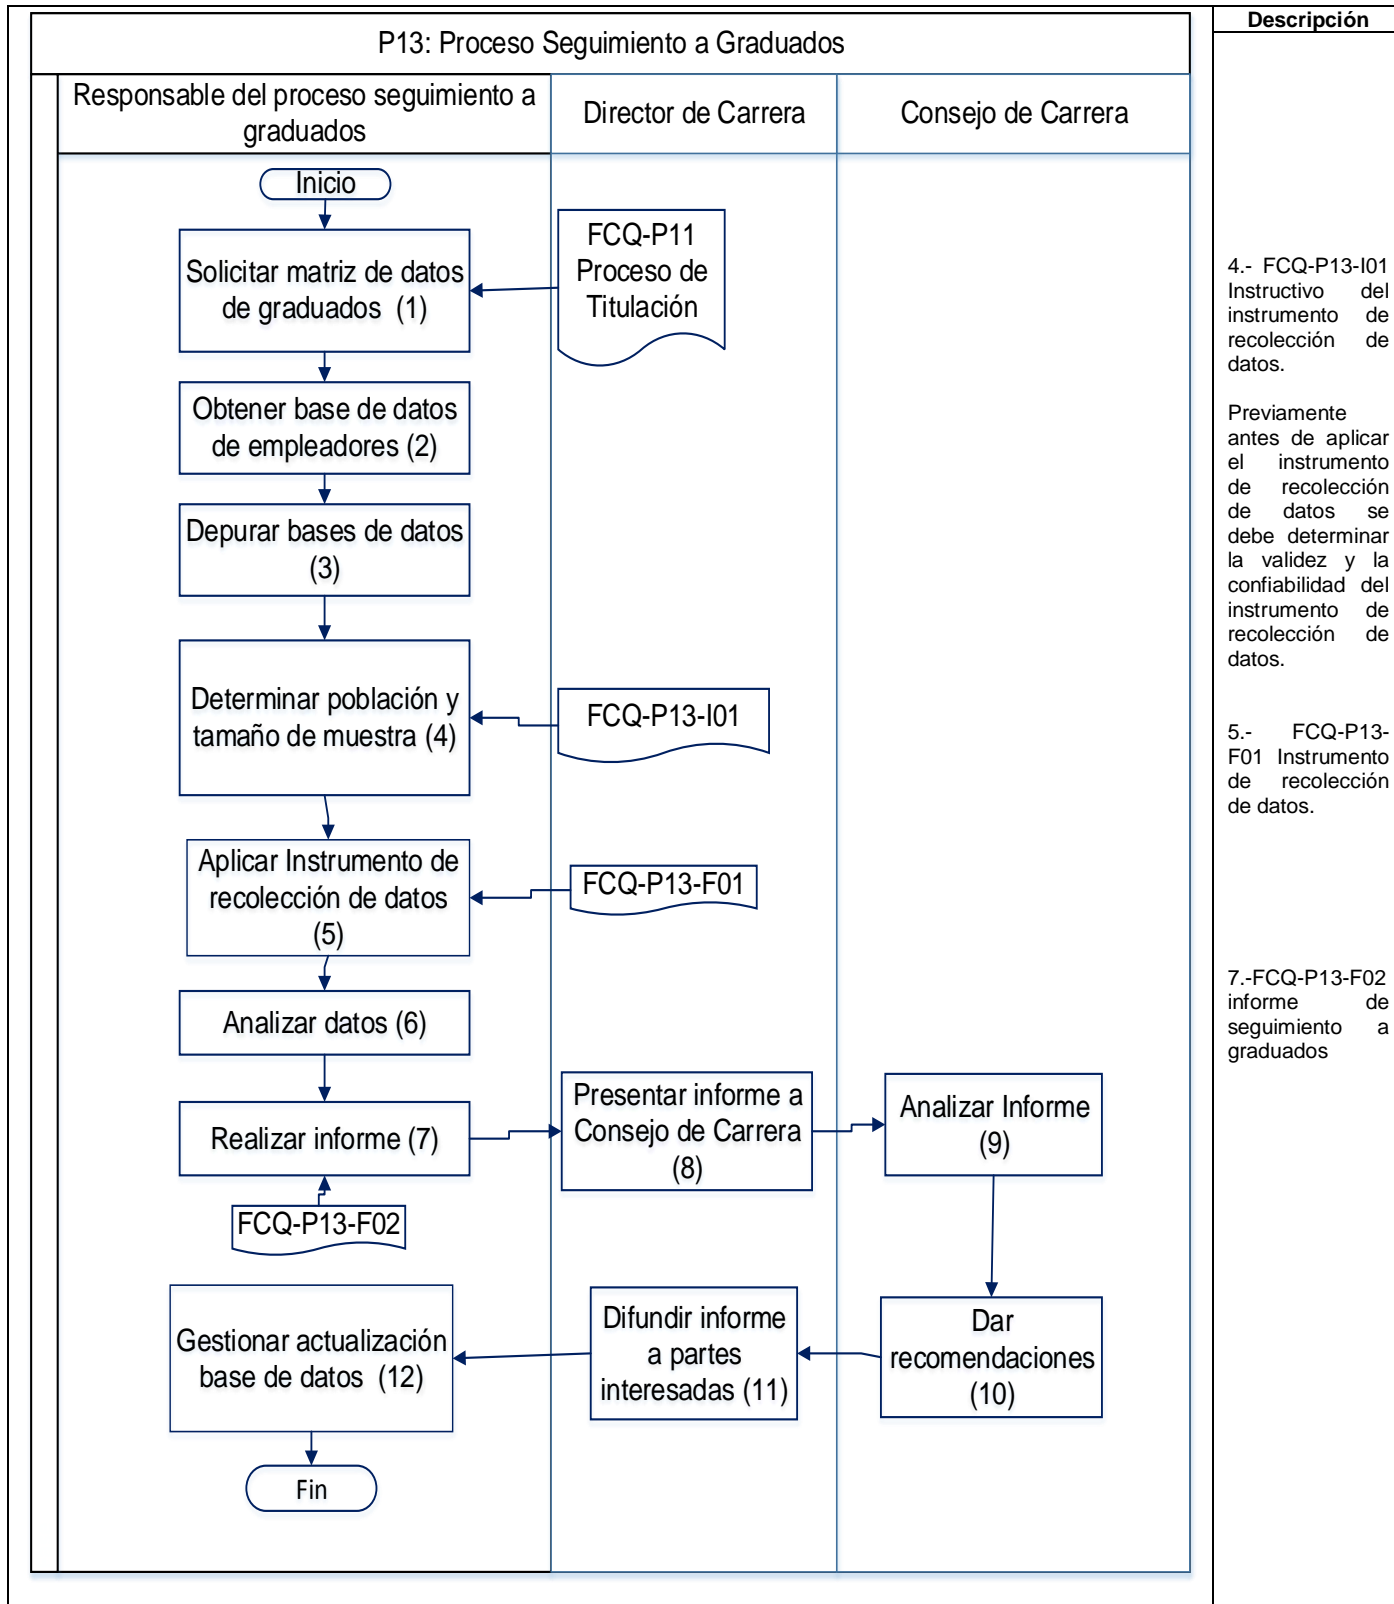 P13: Proceso Seguimiento a Graduados
Responsable del proceso seguimiento a
graduados
Director de Carrera
Consejo de Carrera
Inicio
Solicitar matriz de datos
de graduados (1)
FCQ-P11
Proceso de
Titulación
Obtener base de datos
de empleadores (2)
Depurar bases de datos
(3)
Determinar población y
tamaño de muestra (4)
FCQ-P13-I01
Aplicar Instrumento de
recolección de datos
(5)
FCQ-P13-F01
Analizar datos (6)
Realizar informe (7)
FCQ-P13-F02
Presentar informe a
Consejo de Carrera
(8)
Analizar Informe
(9)
Dar
recomendaciones
(10)
Difundir informe
a partes
interesadas (11)
Gestionar actualización
base de datos (12)
Fin
Descripción
4.- FCQ-P13-I01
Instructivo del
instrumento de
recolección de
datos.
Previamente
antes de aplicar
el instrumento
de recolección
de datos se
debe determinar
la validez y la
confiabilidad del
instrumento de
recolección de
datos.
5.- FCQ-P13-
F01 Instrumento
de recolección
de datos.
7.-FCQ-P13-F02
informe de
seguimiento a
graduados